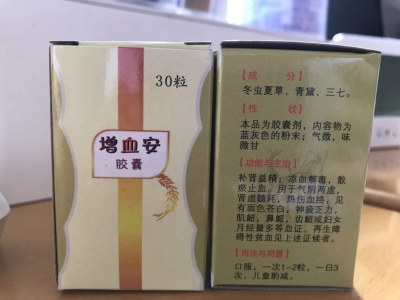 30粒
增血安
胶囊
【成 分】
冬虫夏草、青黛、三七。
【性 状】
本品为胶囊剂，内容物为
蓝灰色的粉末；气微，味
微甘
【功能与主治】
补肾益精；凉血解毒，散
瘀止血。用于气阴两虚，
肾虚髓耗，热伤血络，见
有面色苍白，神疲乏力，
肌衄、鼻衄、齿衄或妇女
月经量多等血证。再生障
碍性贫血见上述证候者。
【用法与用量】
口服，一次1-2粒，一日3
次，儿童酌减。